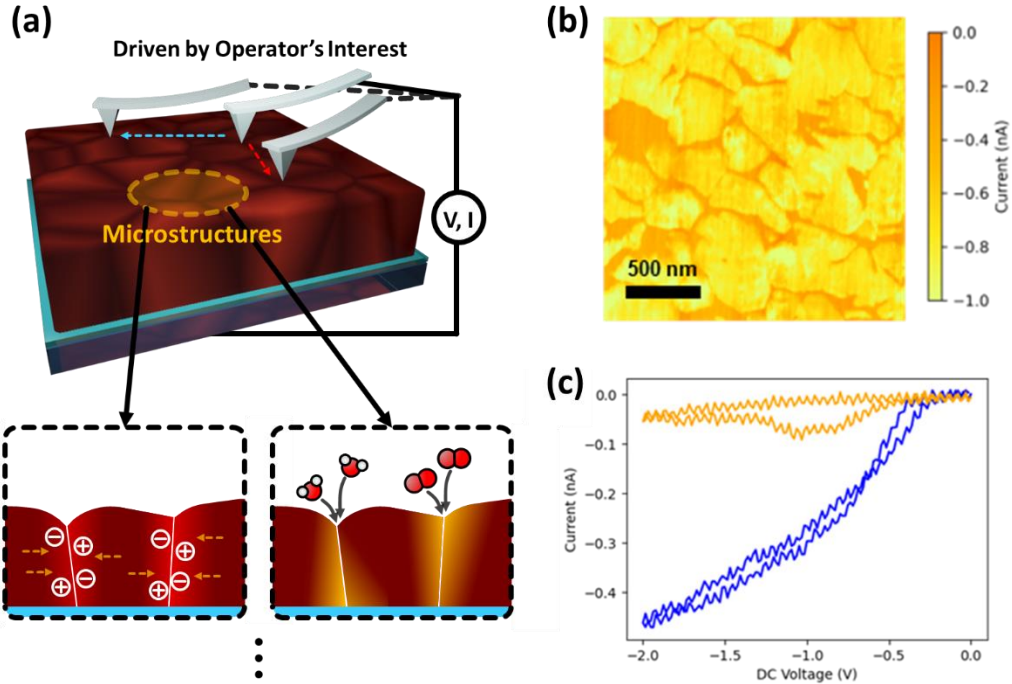 (a)
Driven by Operator's Interest
Microstructures
V, I
(b)
500 nm
0.0
−0.2
−0.4
−0.6
−0.8
−1.0
Current (nA)
(c)
0.0
−0.1
−0.2
−0.3
−0.4
Current (nA)
−2.0 −1.5 −1.0 −0.5 0.0
DC Voltage (V)